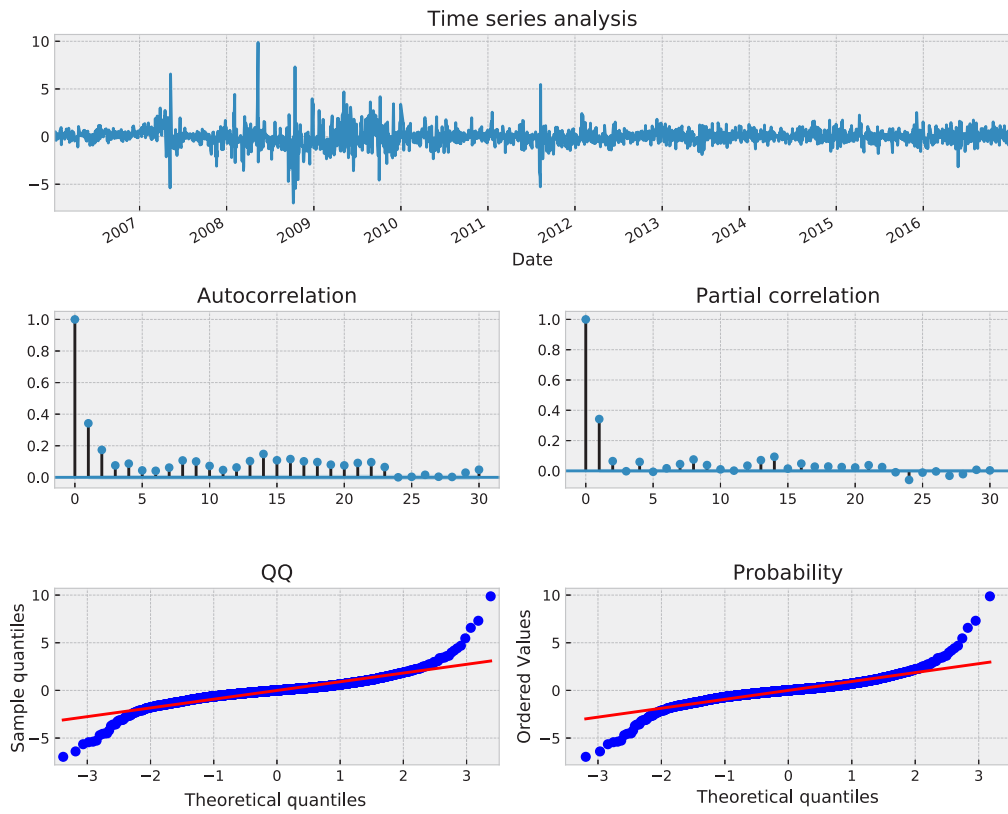 Time series analysis
10
5
0
−5
2007 2008 2009 2010 2011 2012 2013 2014 2015 2016
Date
Autocorrelation
1.0
0.8
0.6
0.4
0.2
0.0
0 5 10 15 20 25 30
Partial correlation
1.0
0.8
0.6
0.4
0.2
0.0
0 5 10 15 20 25 30
QQ
Sample quantiles
10
5
0
−5
−3 −2 −1 0 1 2 3
Theoretical quantiles
Probability
Ordered Values
10
5
0
−5
−3 −2 −1 0 1 2 3
Theoretical quantiles